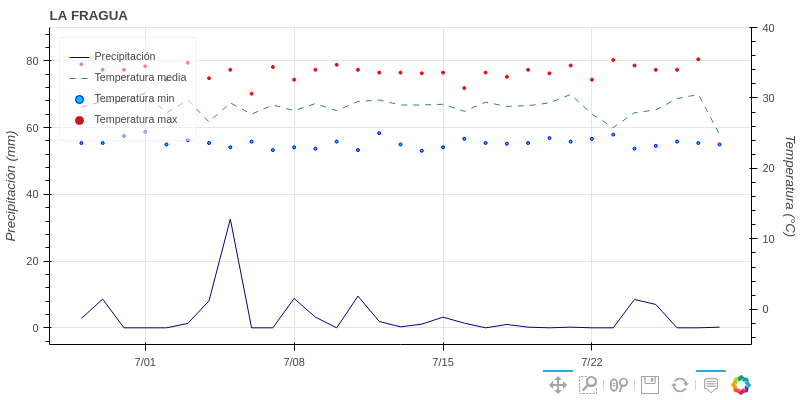 LA FRAGUA
Precipitación
Temperatura media
Temperatura min
Temperatura max
Precipitación (mm)
80
60
40
20
0
Temperatura (°C)
40
30
20
10
0
7/01
7/08
7/15
7/22